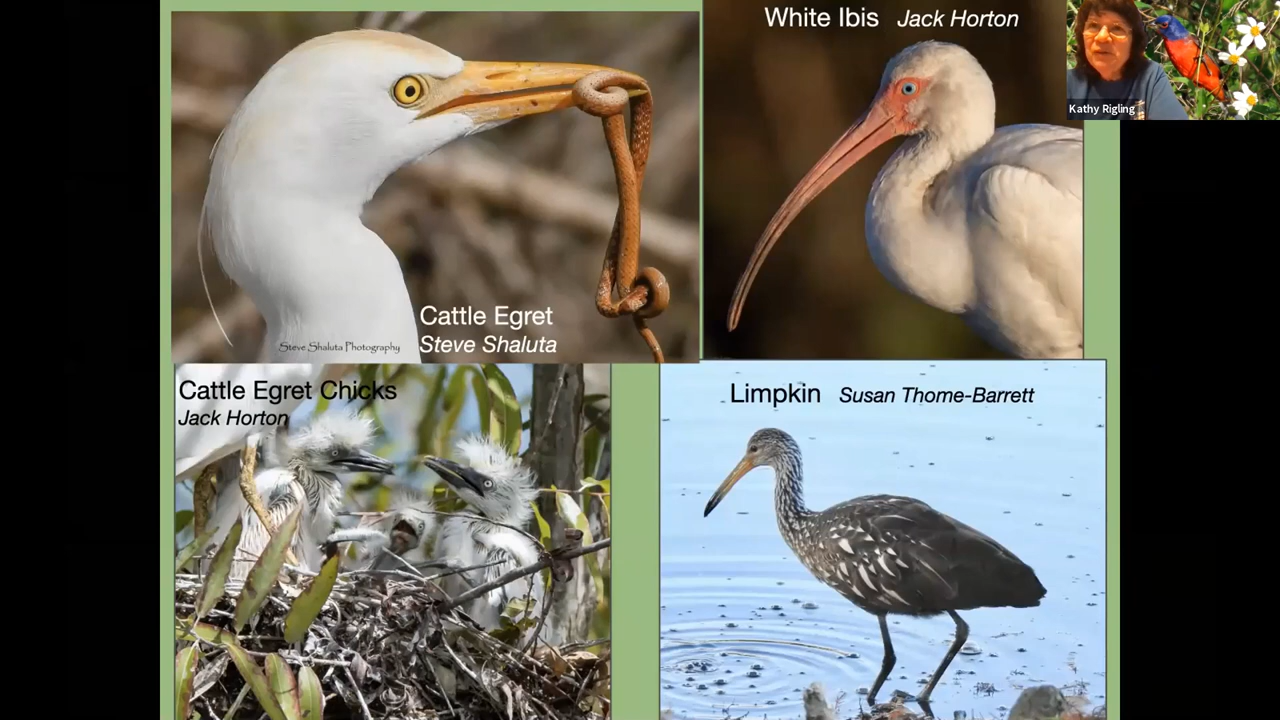 White Ibis Jack Horton
Kathy Rigling
Cattle Egret
Steve Shaluta
Steve Shaluta Photography
Cattle Egret Chicks
Jack Horton
Limpkin Susan Thome-Barrett